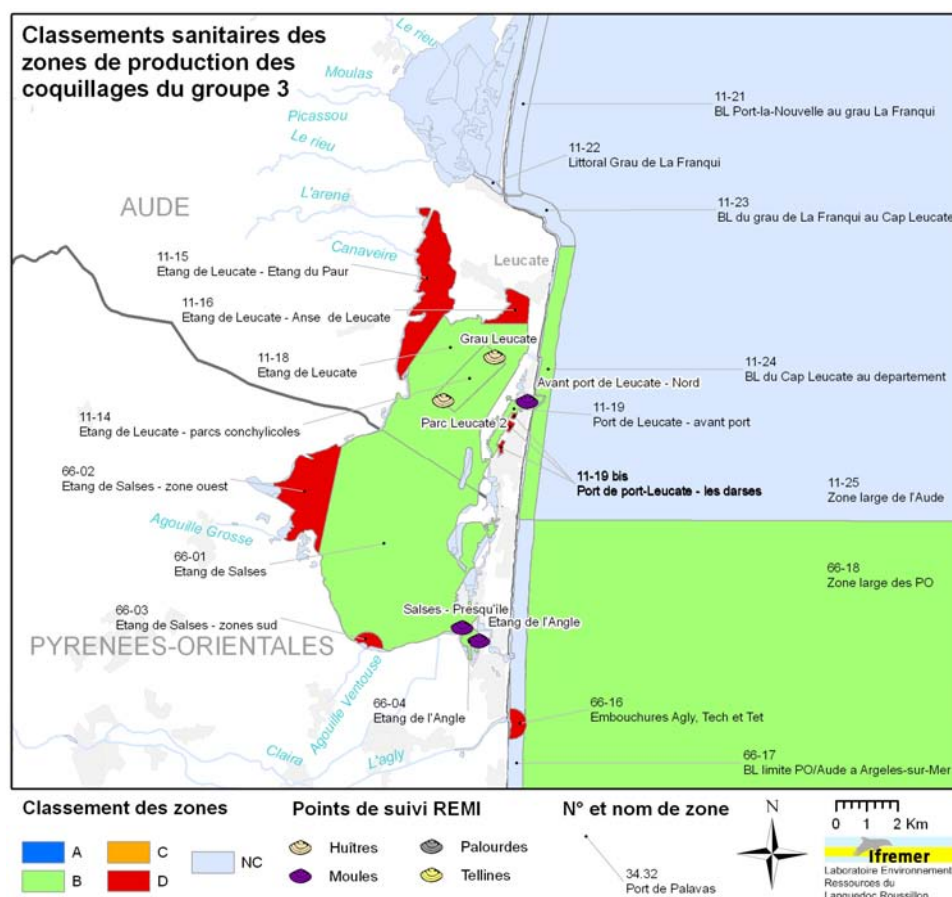 Classements sanitaires des
zones de production des
coquillages du groupe 3
Le rieu
Moulas
Picassou
Le rieu
L'arene
Canaveire
AUDE
11-21
BL Port-la-Nouvelle au grau La Franqui
11-22
Littoral Grau de La Franqui
11-23
BL du grau de La Franqui au Cap Leucate
11-15
Etang de Leucate - Etang du Paur
Leucate
11-16
Etang de Leucate - Anse de Leucate
Grau Leucate
11-18
Etang de Leucate
11-24
BL du Cap Leucate au departement
Avant port de Leucate - Nord
11-14
Etang de Leucate - parcs conchylicoles
Parc Leucate 2
11-19
Port de Leucate - avant port
66-02
Etang de Salses - zone ouest
11-19 bis
Port de port-Leucate - les darses
11-25
Zone large de l'Aude
Agouille Grosse
66-01
Etang de Salses
66-18
Zone large des PO
66-03
Etang de Salses - zones sud
Salses - Presqu'île
Etang de l'Angle
PYRENEES-ORIENTALES
Agouille Ventouse
66-04
Etang de l'Angle
66-16
Embouchures Agly, Tech et Tet
Claira
L'agly
66-17
BL limite PO/Aude a Argeles-sur-Mer
Classement des zones
A
B
C
D
NC
Points de suivi REMI
Huîtres
Moules
Palourdes
Tellines
N° et nom de zone
34.32
Port de Palavas
N
0 1 2 Km
Ifremer
Laboratoire Environnement
Ressources du
Languedoc Roussillon